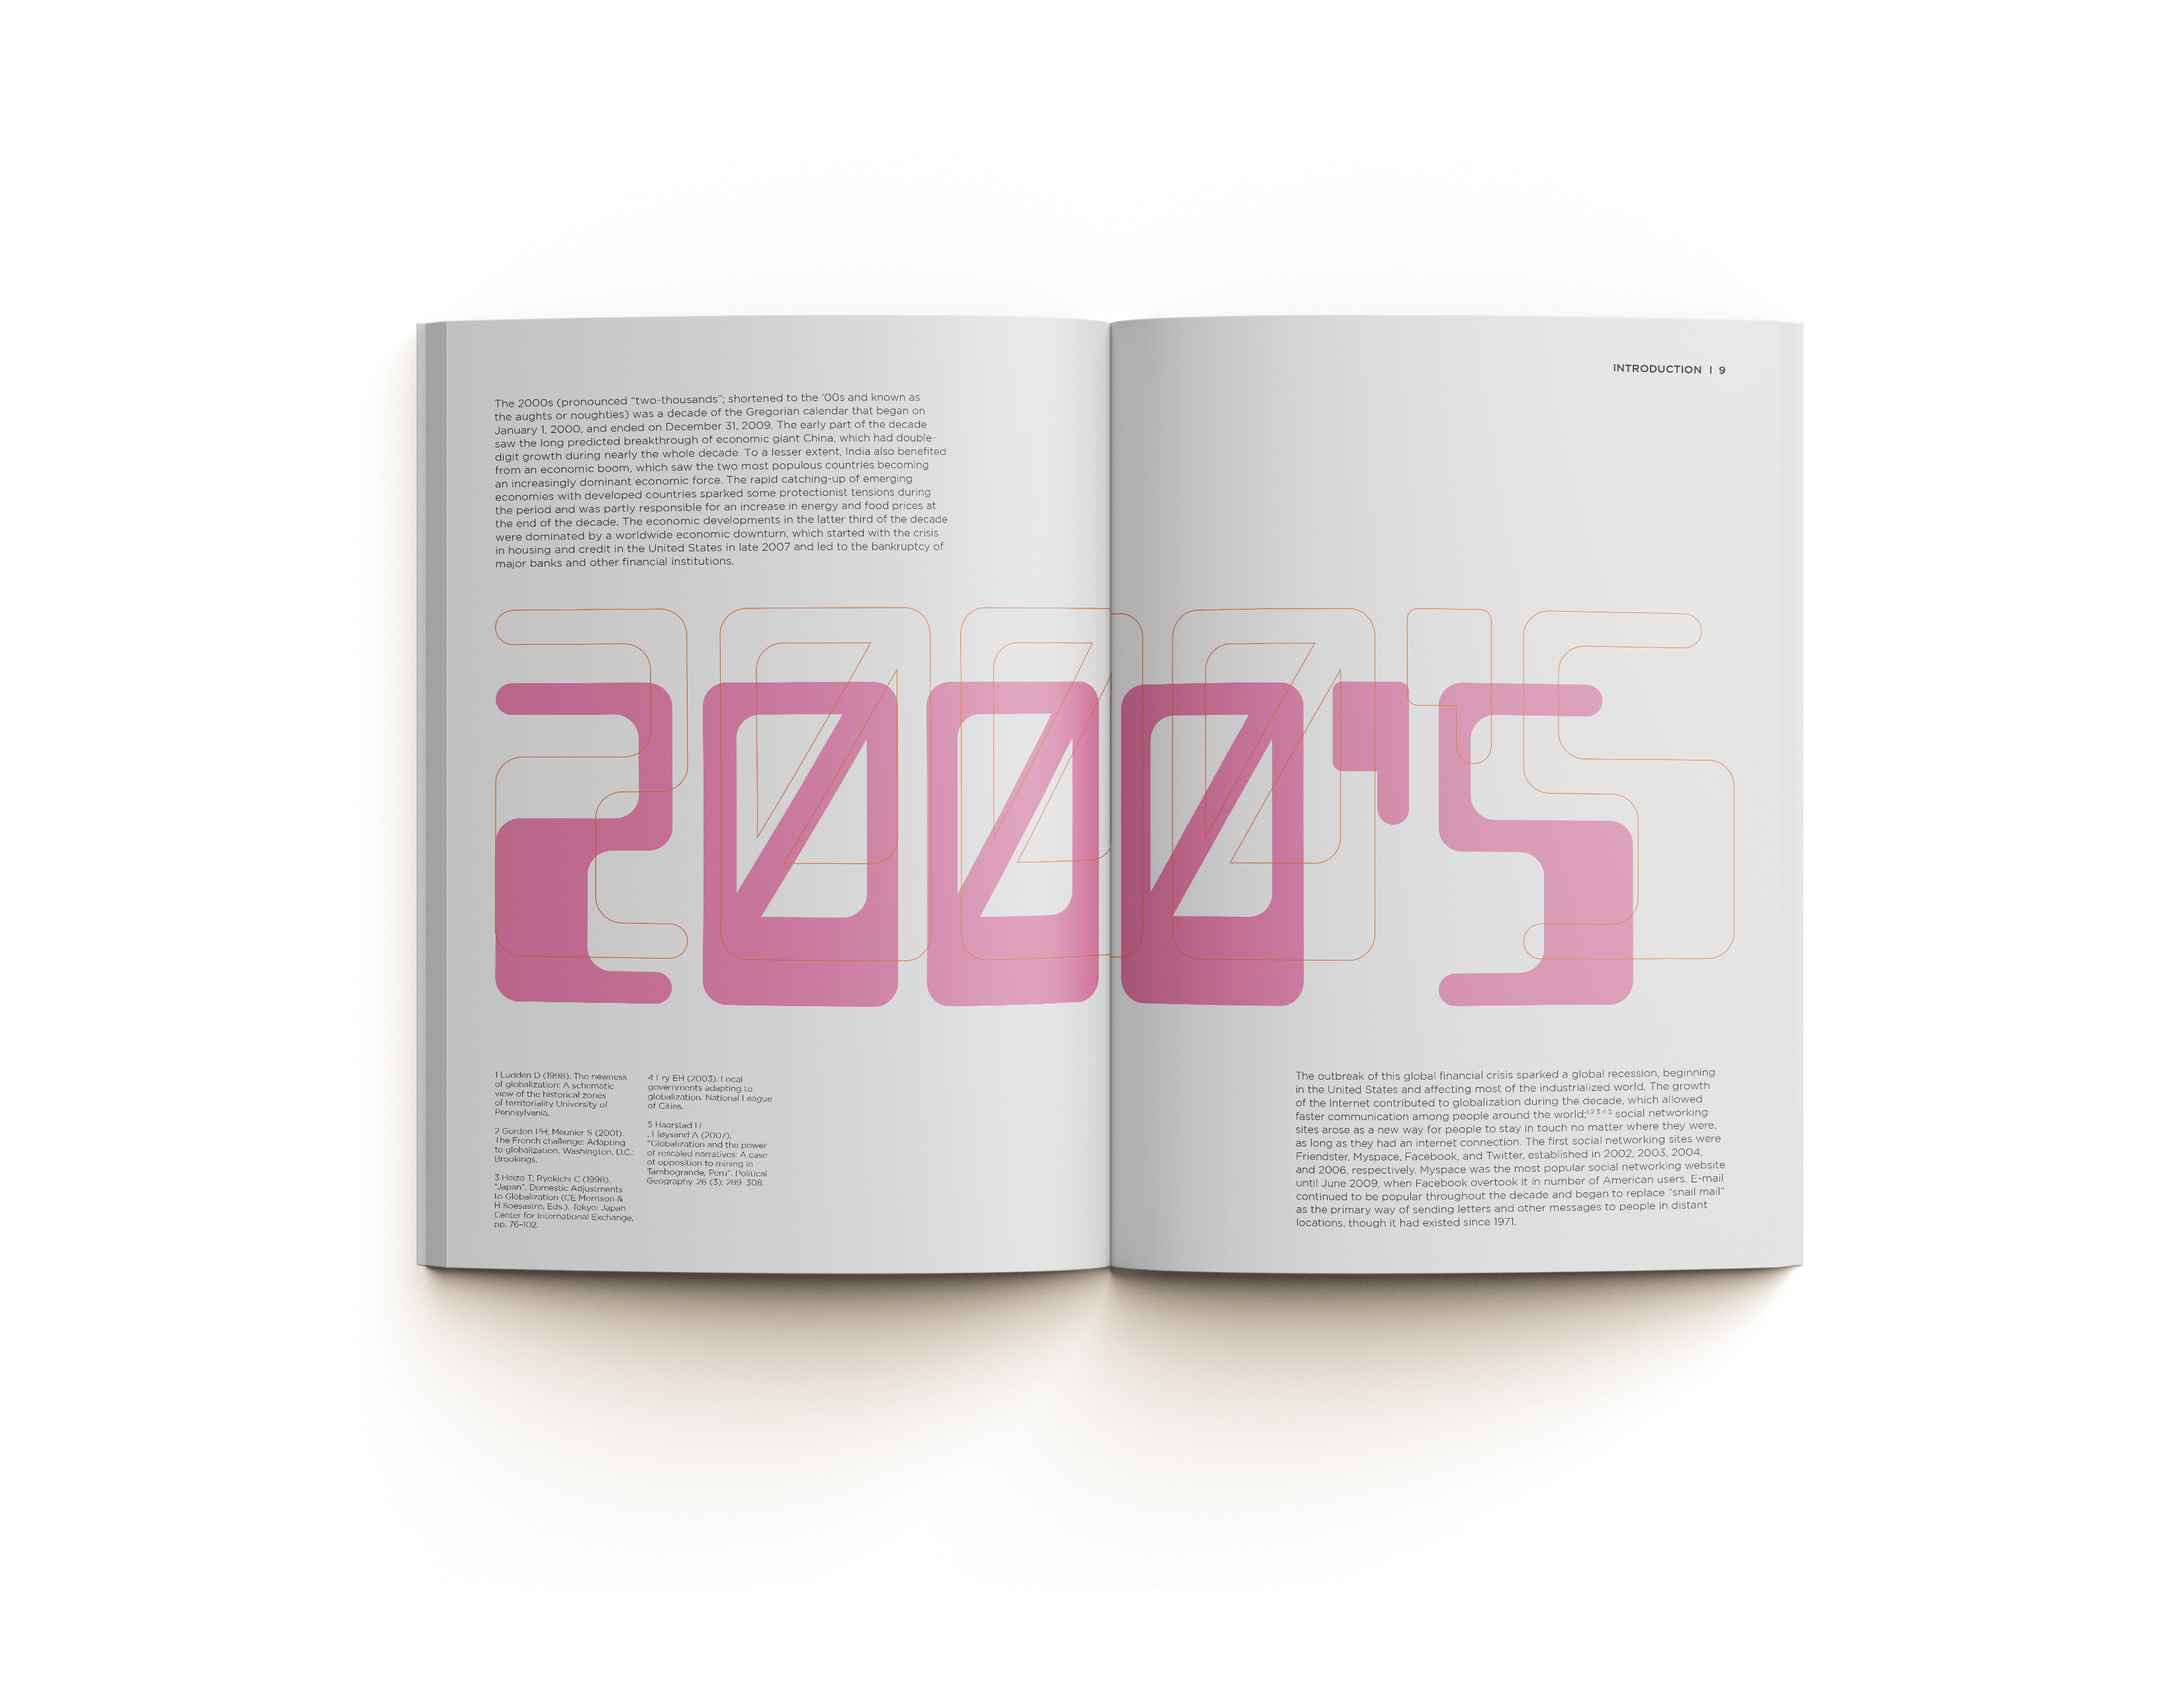 The 2000s (pronounced “two-thousands”; shortened to the ’00s and known as
the aughts or noughties) was a decade of the Gregorian calendar that began on
January 1, 2000, and ended on December 31, 2009. The early part of the decade
saw the long predicted breakthrough of economic giant China, which had double-
digit growth during nearly the whole decade. To a lesser extent, India also benefited
from an economic boom, which saw the two most populous countries becoming
an increasingly dominant economic force. The rapid catching-up of emerging
economies with developed countries sparked some protectionist tensions during
the period and was partly responsible for an increase in energy and food prices at
the end of the decade. The economic developments in the latter third of the decade
were dominated by a worldwide economic downturn, which started with the crisis
in housing and credit in the United States in late 2007 and led to the bankruptcy of
major banks and other financial institutions.
INTRODUCTION | 9
2000's
1 Ludden D (1998). The newness
of globalization: A schematic
view of the historical zones
of territoriality University of
Pennsylvania.
2 Gordon PH; Meunier S (2001).
The French challenge: Adapting
to globalization. Washington, D.C.:
Brookings.
3 Heizo T; Ryokichi C (1998).
"Japan". Domestic Adjustments
to Globalization (CE Morrison &
H Soesastro, Eds.). Tokyo: Japan
Center for International Exchange,
pp. 76–102.
4 Fry EH (2003). Local
governments adapting to
globalization. National League
of Cities.
5 Haarstad H
, Fløysand A (2007).
"Globalization and the power
of rescaled narratives: A case
of opposition to mining in
Tambogrande, Peru". Political
Geography. 26 (3): 289–308.
The outbreak of this global financial crisis sparked a global recession, beginning
in the United States and affecting most of the industrialized world. The growth
of the Internet contributed to globalization during the decade, which allowed
faster communication among people around the world;¹ ² ³ ⁴ ⁵ social networking
sites arose as a new way for people to stay in touch no matter where they were,
as long as they had an internet connection. The first social networking sites were
Friendster, Myspace, Facebook, and Twitter, established in 2002, 2003, 2004,
and 2006, respectively. Myspace was the most popular social networking website
until June 2009, when Facebook overtook it in number of American users. E-mail
continued to be popular throughout the decade and began to replace “snail mail”
as the primary way of sending letters and other messages to people in distant
locations, though it had existed since 1971.